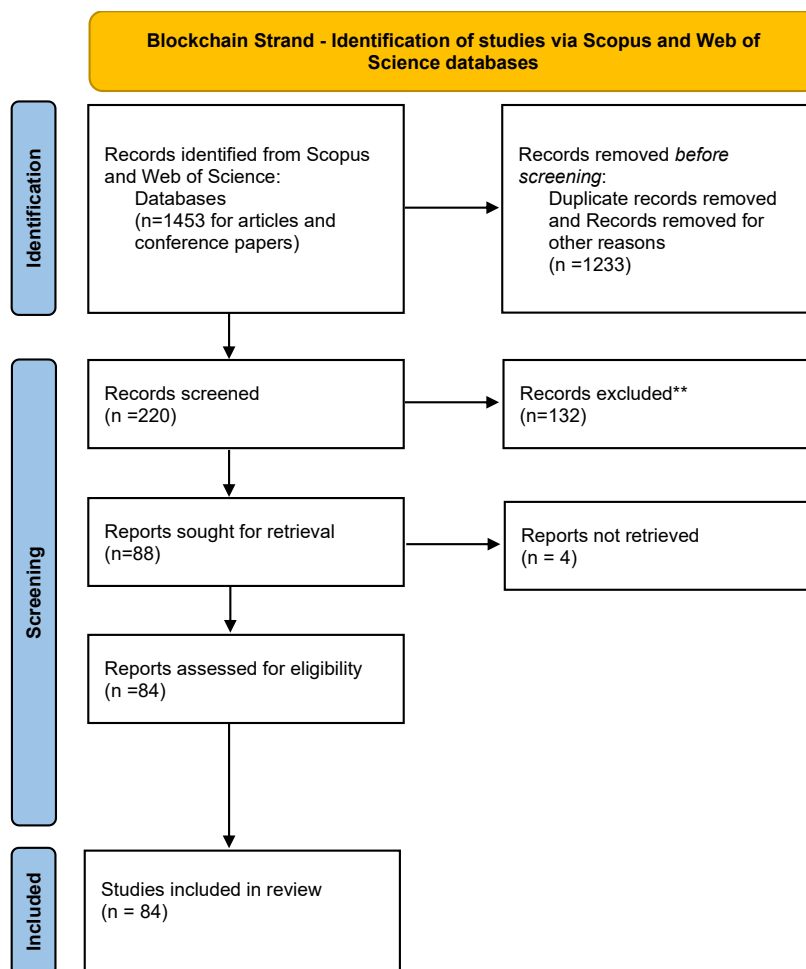 Blockchain Strand - Identification of studies via Scopus and Web of
Science databases
Identification
Records identified from Scopus
and Web of Science:
Databases
(n=1453 for articles and
conference papers)
Records removed before
screening:
Duplicate records removed
and Records removed for
other reasons
(n =1233)
Screening
Records screened
(n =220)
Records excluded**
(n=132)
Reports sought for retrieval
(n=88)
Reports not retrieved
(n = 4)
Reports assessed for eligibility
(n =84)
Included
Studies included in review
(n = 84)